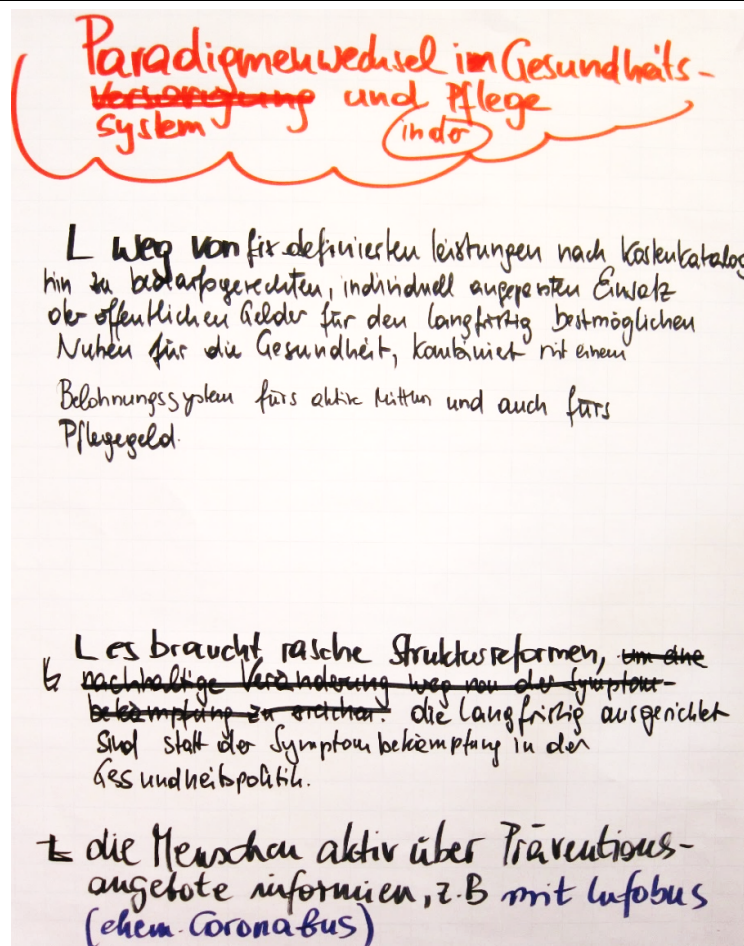 Paradigmenwechsel im Gesundheits-
Versorgung und Pflege
system (in der)
L weg von fix definierten leistungen nach Kostenkatalog
hin zu bedarfsgerechten, individuell angepassten Einsatz
der öffentlichen Gelder für den langfristig bestmöglichen
Nutzen für die Gesundheit, kombiniert mit einem
Belohnungssystem fürs aktive Mittun und auch fürs
Pflegegeld.
L es braucht rasche Strukturreformen, um eine
nachhaltige Veränderung weg von der Symptom-
bekämpfung zu erreichen. die langfristig ausgerichtet
sind statt der Symptombekämpfung in der
Gessundheitspolitik.
L die Menschen aktiv über Präventions-
angebote informieren, z.B mit Infobus
(ehem. Coronabus)